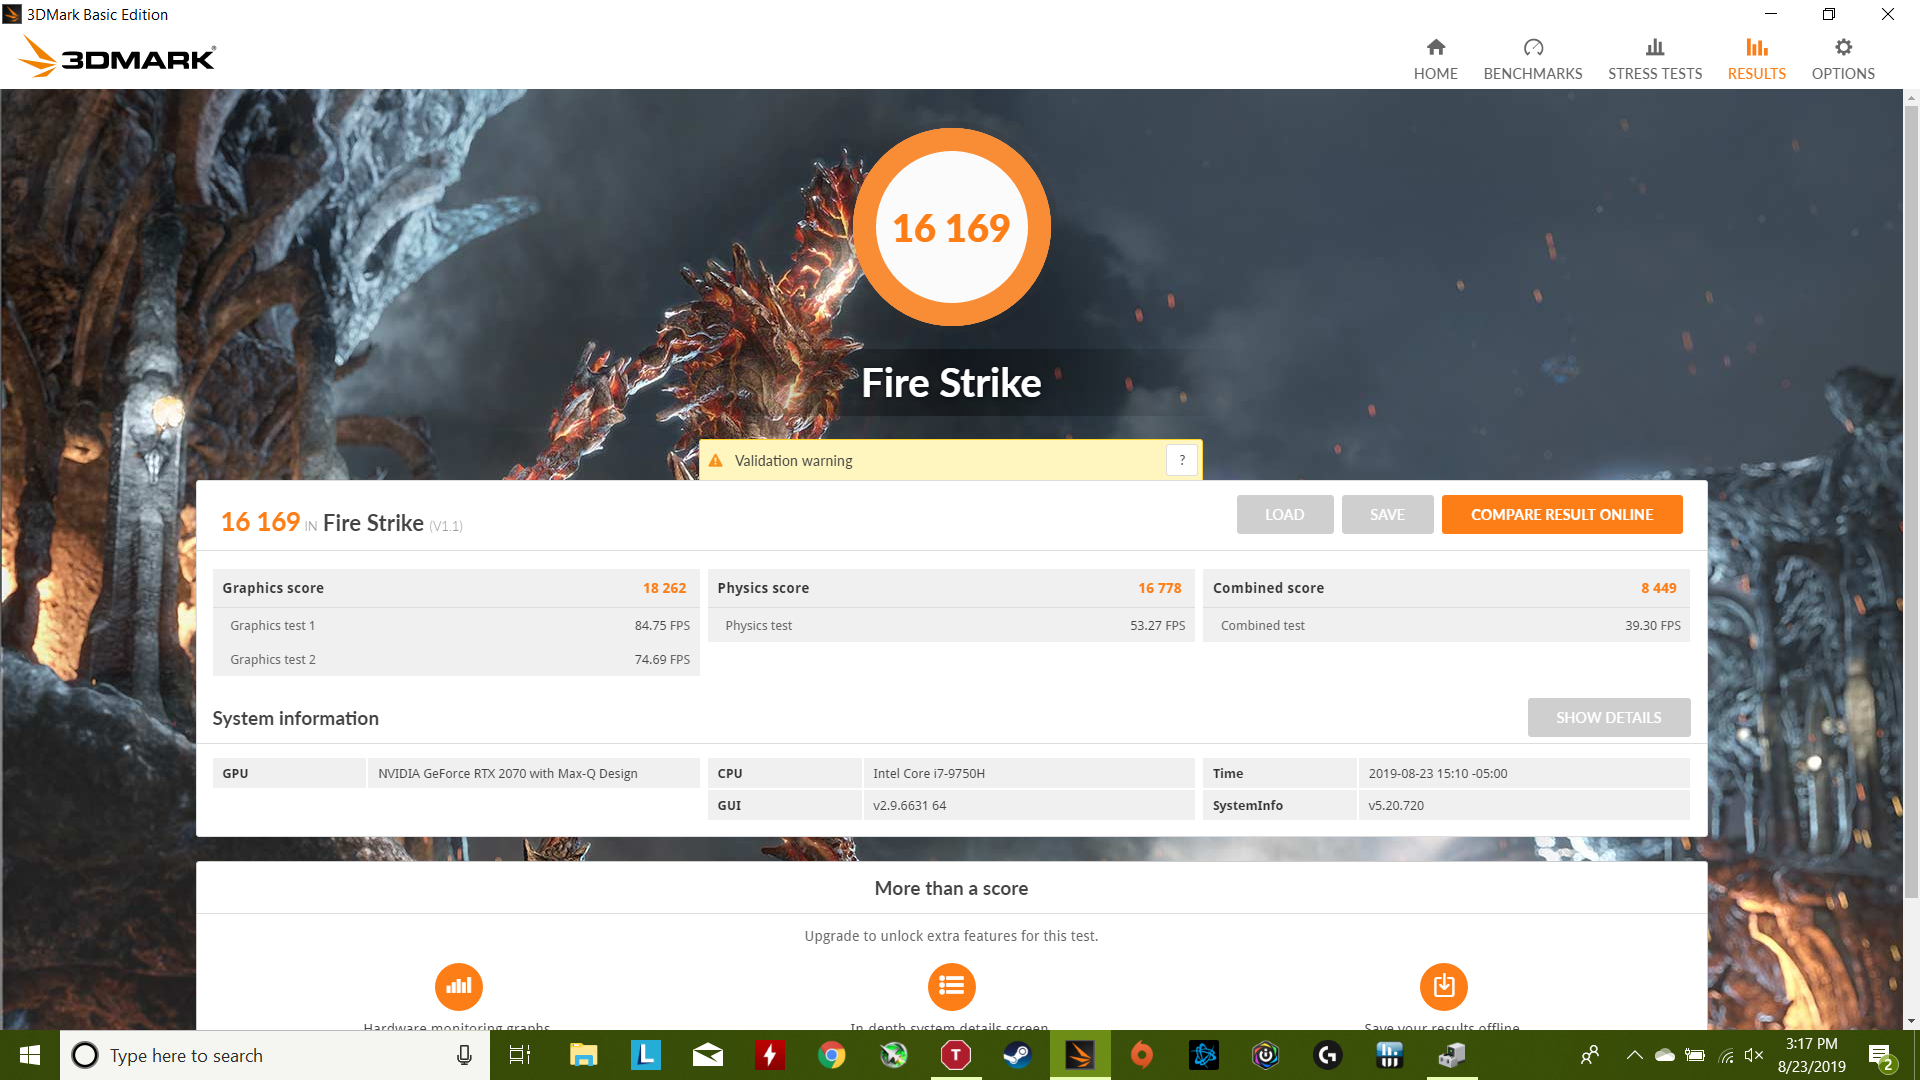 3DMark Basic Edition
3DMARK
HOME
BENCHMARKS
STRESS TESTS
RESULTS
OPTIONS
16 169
Fire Strike
Validation warning
?
16 169 IN Fire Strike (V1.1)
LOAD
SAVE
COMPARE RESULT ONLINE
Graphics score 18 262
Graphics test 1 84.75 FPS
Graphics test 2 74.69 FPS
Physics score 16 778
Physics test 53.27 FPS
Combined score 8 449
Combined test 39.30 FPS
System information
SHOW DETAILS
GPU NVIDIA GeForce RTX 2070 with Max-Q Design
CPU Intel Core i7-9750H
GUI v2.9.6631 64
Time 2019-08-23 15:10 -05:00
SystemInfo v5.20.720
More than a score
Upgrade to unlock extra features for this test.
Hardware monitoring graphs
In-depth system details screen
Save your results offline
Type here to search
L
T
3:17 PM
8/23/2019
2